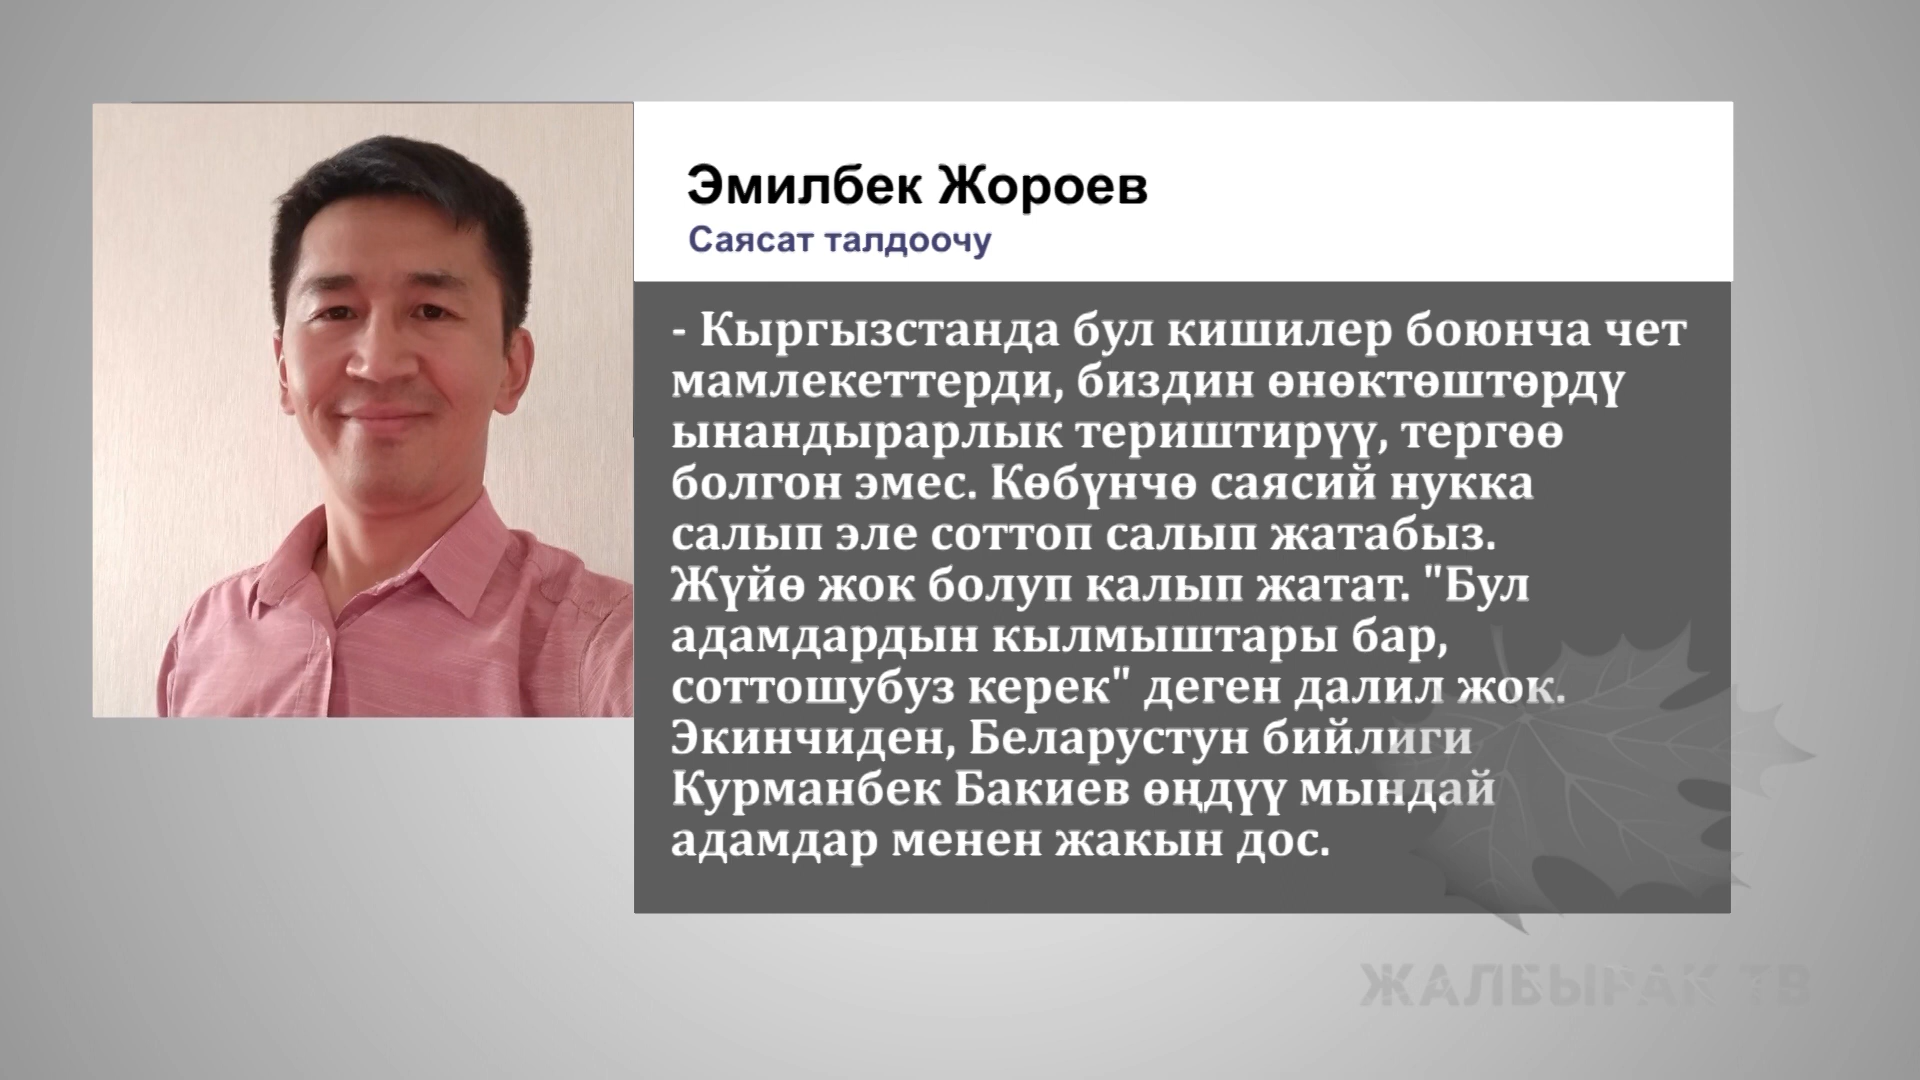 Эмилбек Жороев
Саясат талдоочу
- Кыргызстанда бул кишилер боюнча чет
мамлекеттерди, биздин өнөктөштөрдү
ынандырарлык териштирүү, тергөө
болгон эмес. Көбүнчө саясий нукка
салып эле соттоп салып жатабыз.
Жүйө жок болуп калып жатат. "Бул
адамдардын кылмыштары бар,
соттошубуз керек" деген далил жок.
Экинчиден, Беларустун бийлиги
Курманбек Бакиев өңдүү мындай
адамдар менен жакын дос.
ЖАЛБЫРАК ТВ